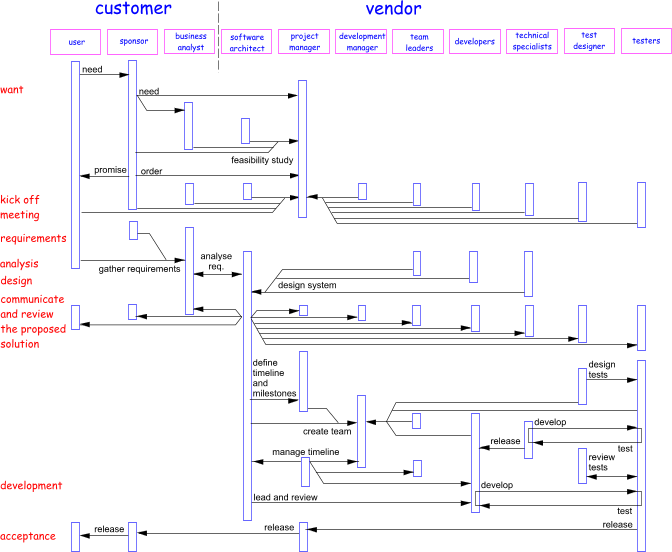 customer
vendor
user
sponsor
business
analyst
software
architect
project
manager
development
manager
team
leaders
developers
technical
specialists
test
designer
testers
want
need
need
feasibility study
promise
order
kick off
meeting
requirements
analysis
gather requirements
analyse
req.
design
design system
communicate
and review
the proposed
solution
define
timeline
and
milestones
design
tests
create team
develop
release
test
manage timeline
review
tests
development
develop
lead and review
test
acceptance
release
release
release